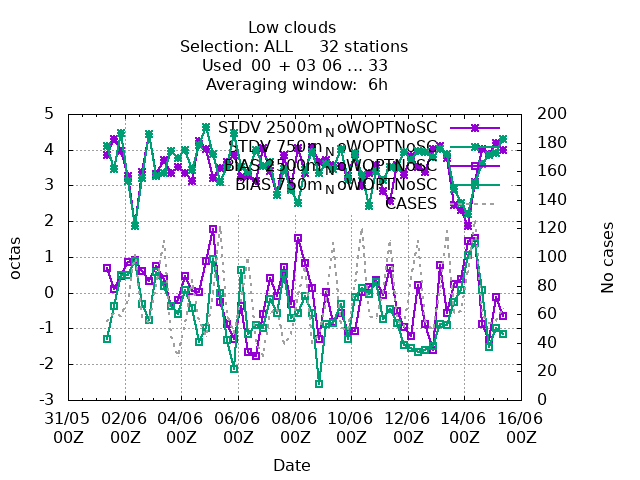 Low clouds
Selection: ALL 32 stations
Used 00 + 03 06 ... 33
Averaging window: 6h
STDV 2500m_NoWOPTNoSC
STDV 750m_NoWOPTNoSC
BIAS 2500m_NoWOPTNoSC
BIAS 750m_NoWOPTNoSC
CASES
5
4
3
2
1
0
-1
-2
-3
octas
200
180
160
140
120
100
80
60
40
20
0
No cases
31/05 02/06 04/06 06/06 08/06 10/06 12/06 14/06 16/06
00Z 00Z 00Z 00Z 00Z 00Z 00Z 00Z 00Z
Date